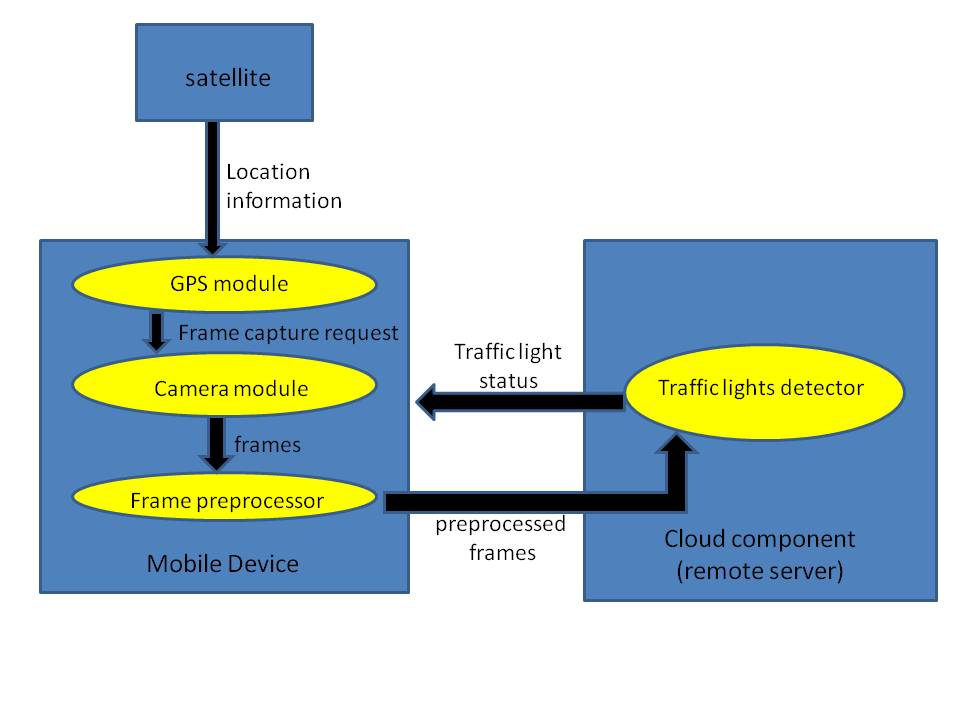 satellite
Location
information
GPS module
Frame capture request
Camera module
frames
Frame preprocessor
Mobile Device
Traffic light
status
preprocessed
frames
Traffic lights detector
Cloud component
(remote server)